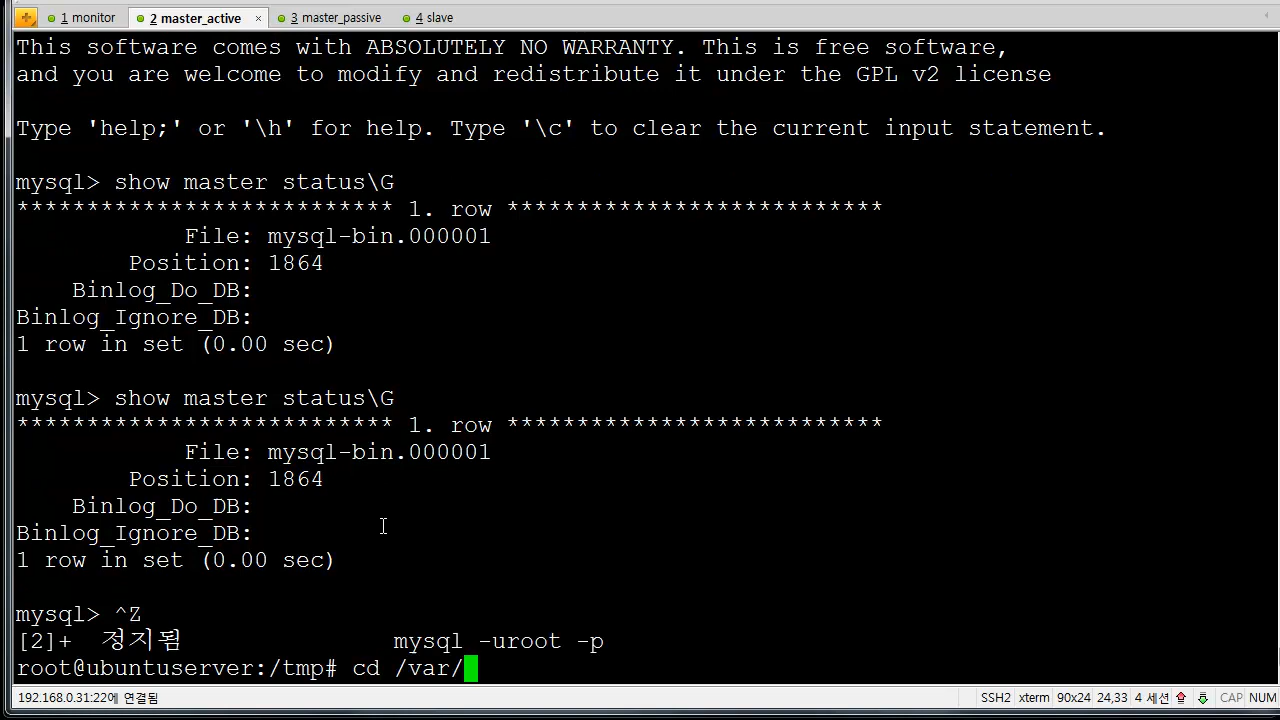 1 monitor
2 master_active ×
3 master_passive
4 slave
This software comes with ABSOLUTELY NO WARRANTY. This is free software,
and you are welcome to modify and redistribute it under the GPL v2 license
Type 'help;' or '\h' for help. Type '\c' to clear the current input statement.
mysql> show master status\G
*************************** 1. row ***************************
File: mysql-bin.000001
Position: 1864
Binlog_Do_DB:
Binlog_Ignore_DB:
1 row in set (0.00 sec)
mysql> show master status\G
*************************** 1. row ***************************
File: mysql-bin.000001
Position: 1864
Binlog_Do_DB:
Binlog_Ignore_DB:
1 row in set (0.00 sec)
mysql> ^Z
[2]+  정지됨               mysql -uroot -p
root@ubuntuserver:/tmp# cd /var/
192.168.0.31:22에 연결됨 SSH2 xterm 90x24 24,33 4 세션 CAP NUM